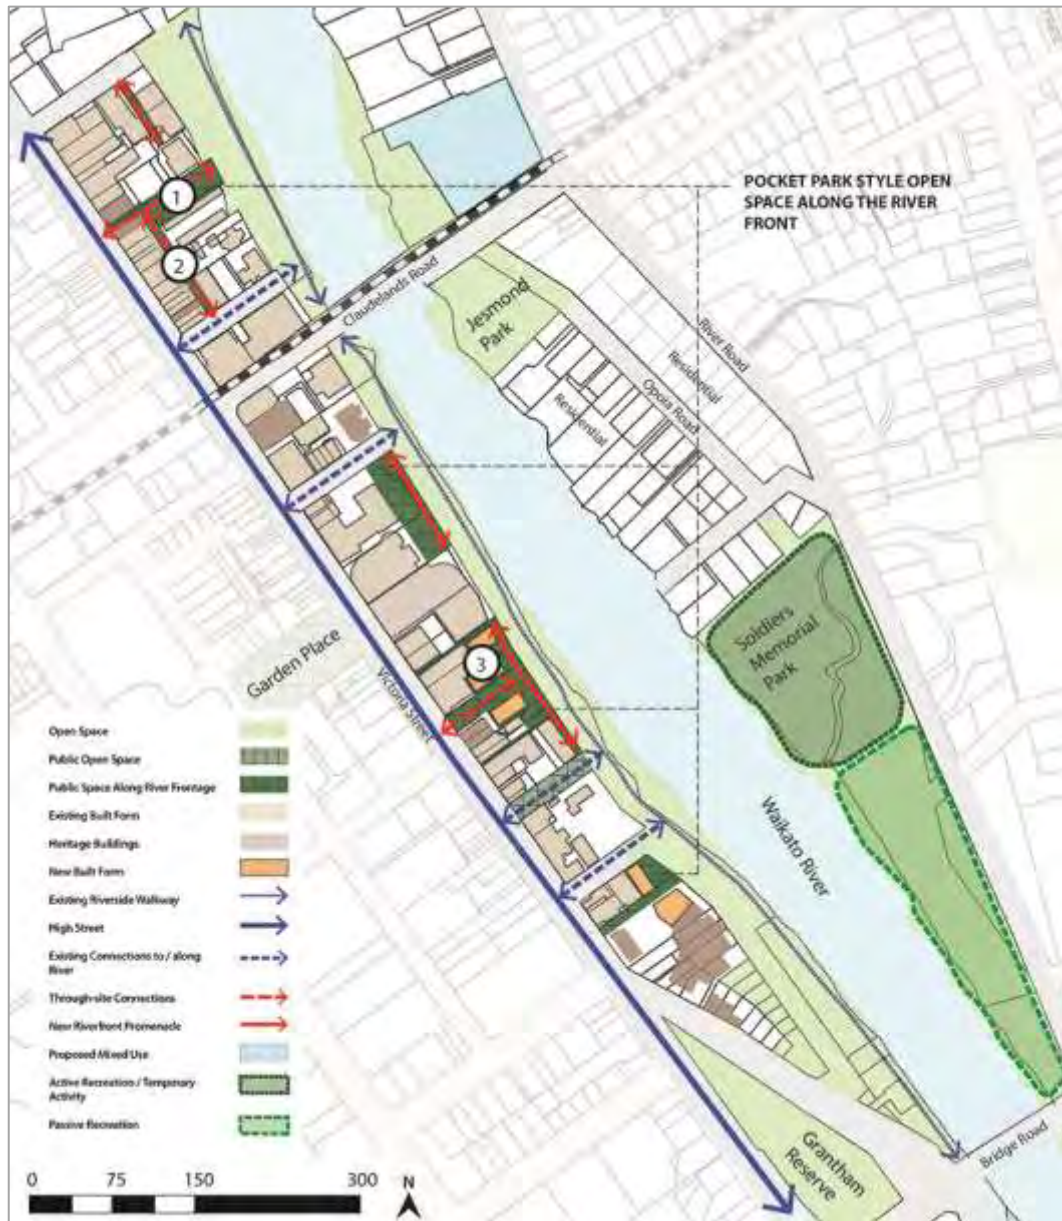 POCKET PARK STYLE OPEN
SPACE ALONG THE RIVER
FRONT
1
2
Claudelands Road
Jesmond
Park
River Road
Residential
Opoia Road
Residential
Soldiers
Memorial
Park
Garden Place
Victoria Street
3
Waikato River
Bridge Road
Grantham
Reserve
Open Space
Public Open Space
Public Space Along River Frontage
Existing Built Form
Heritage Buildings
New Built Form
Existing Riverside Walkway
High Street
Existing Connections to / along
River
Through-site Connections
New Riverfront Promenade
Proposed Mixed Use
Active Recreation / Temporary
Activity
Passive Recreation
0 75 150 300
N